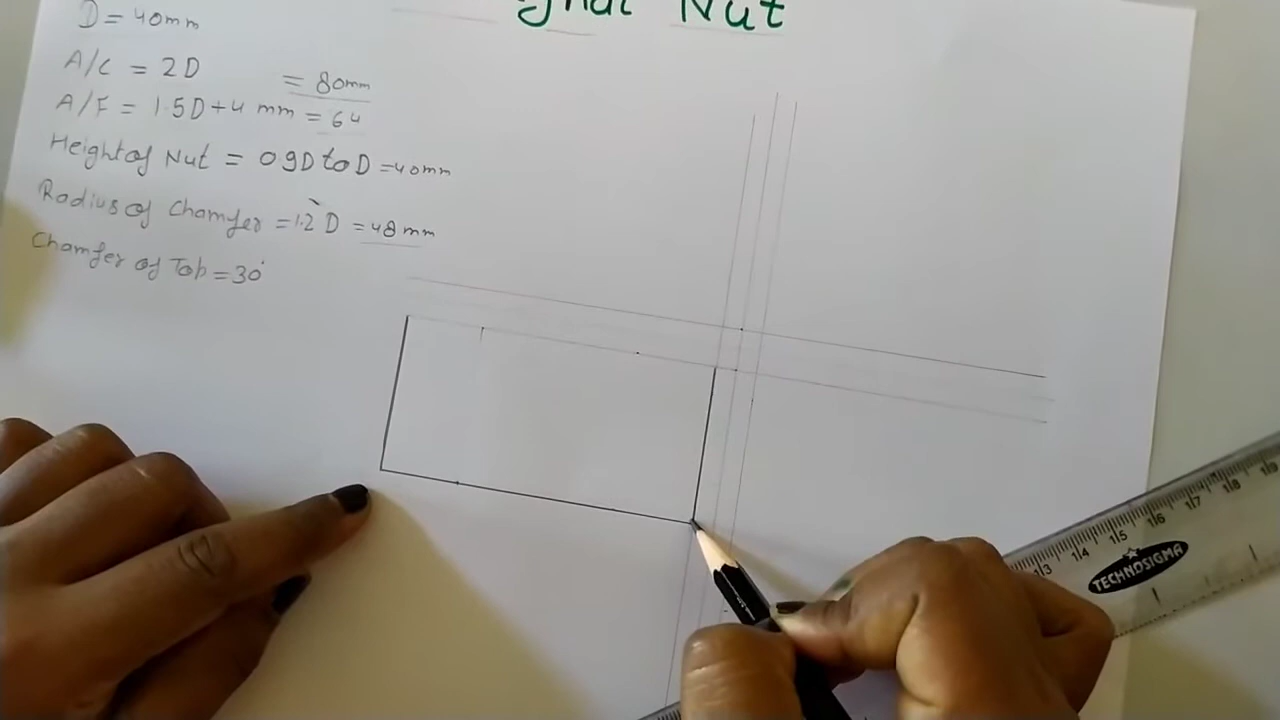 Nut
D = 40mm
A/C = 2D = 80mm
A/F = 1.5D+4 mm = 64
Height of Nut = 0.9D to D = 40mm
Radius of Chamfer = 1.2 D = 48 mm
Chamfer of Top = 30°
13 14 15 16 17 18 19
TECHNOSIGMA